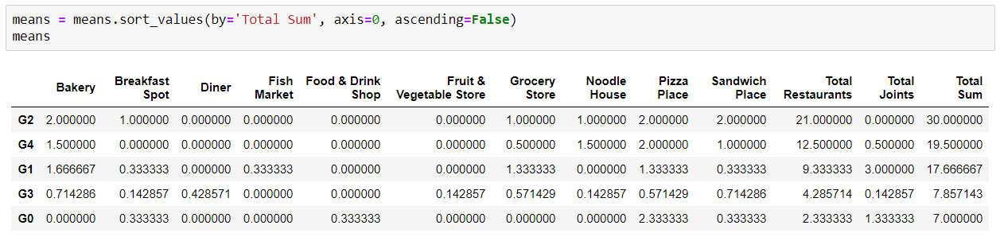 means = means.sort_values(by='Total Sum', axis=0, ascending=False)
means
Bakery Breakfast Spot Diner Fish Market Food & Drink Shop Fruit & Vegetable Store Grocery Store Noodle House Pizza Place Sandwich Place Total Restaurants Total Joints Total Sum
G2 2.000000 1.000000 0.000000 0.000000 0.000000 0.000000 1.000000 1.000000 2.000000 2.000000 21.000000 0.000000 30.000000
G4 1.500000 0.000000 0.000000 0.000000 0.000000 0.000000 0.500000 1.500000 2.000000 1.000000 12.500000 0.500000 19.500000
G1 1.666667 0.333333 0.000000 0.333333 0.000000 0.000000 1.333333 0.000000 1.333333 0.333333 9.333333 3.000000 17.666667
G3 0.714286 0.142857 0.428571 0.000000 0.000000 0.142857 0.571429 0.142857 0.571429 0.714286 4.285714 0.142857 7.857143
G0 0.000000 0.333333 0.000000 0.000000 0.333333 0.000000 0.000000 0.000000 2.333333 0.333333 2.333333 1.333333 7.000000